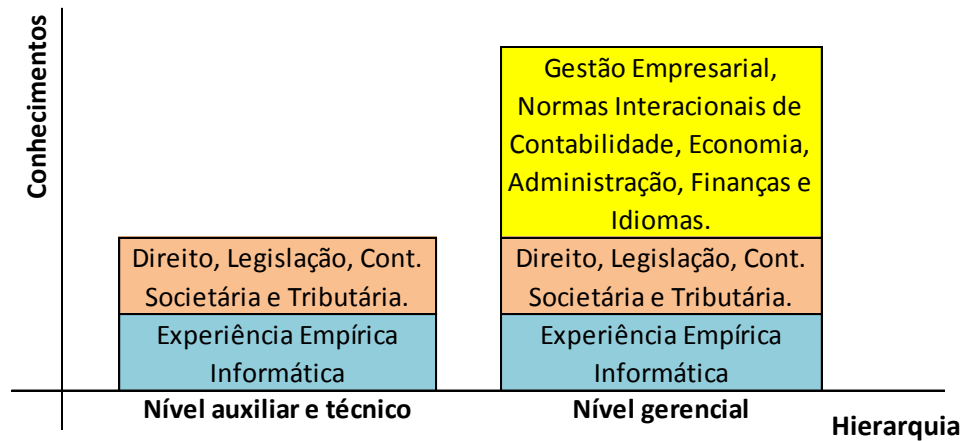 Conhecimentos
Gestão Empresarial,
Normas Interacionais de
Contabilidade, Economia,
Administração, Finanças e
Idiomas.
Direito, Legislação, Cont.
Societária e Tributária.
Experiência Empírica
Informática
Direito, Legislação, Cont.
Societária e Tributária.
Experiência Empírica
Informática
Nível auxiliar e técnico
Nível gerencial
Hierarquia